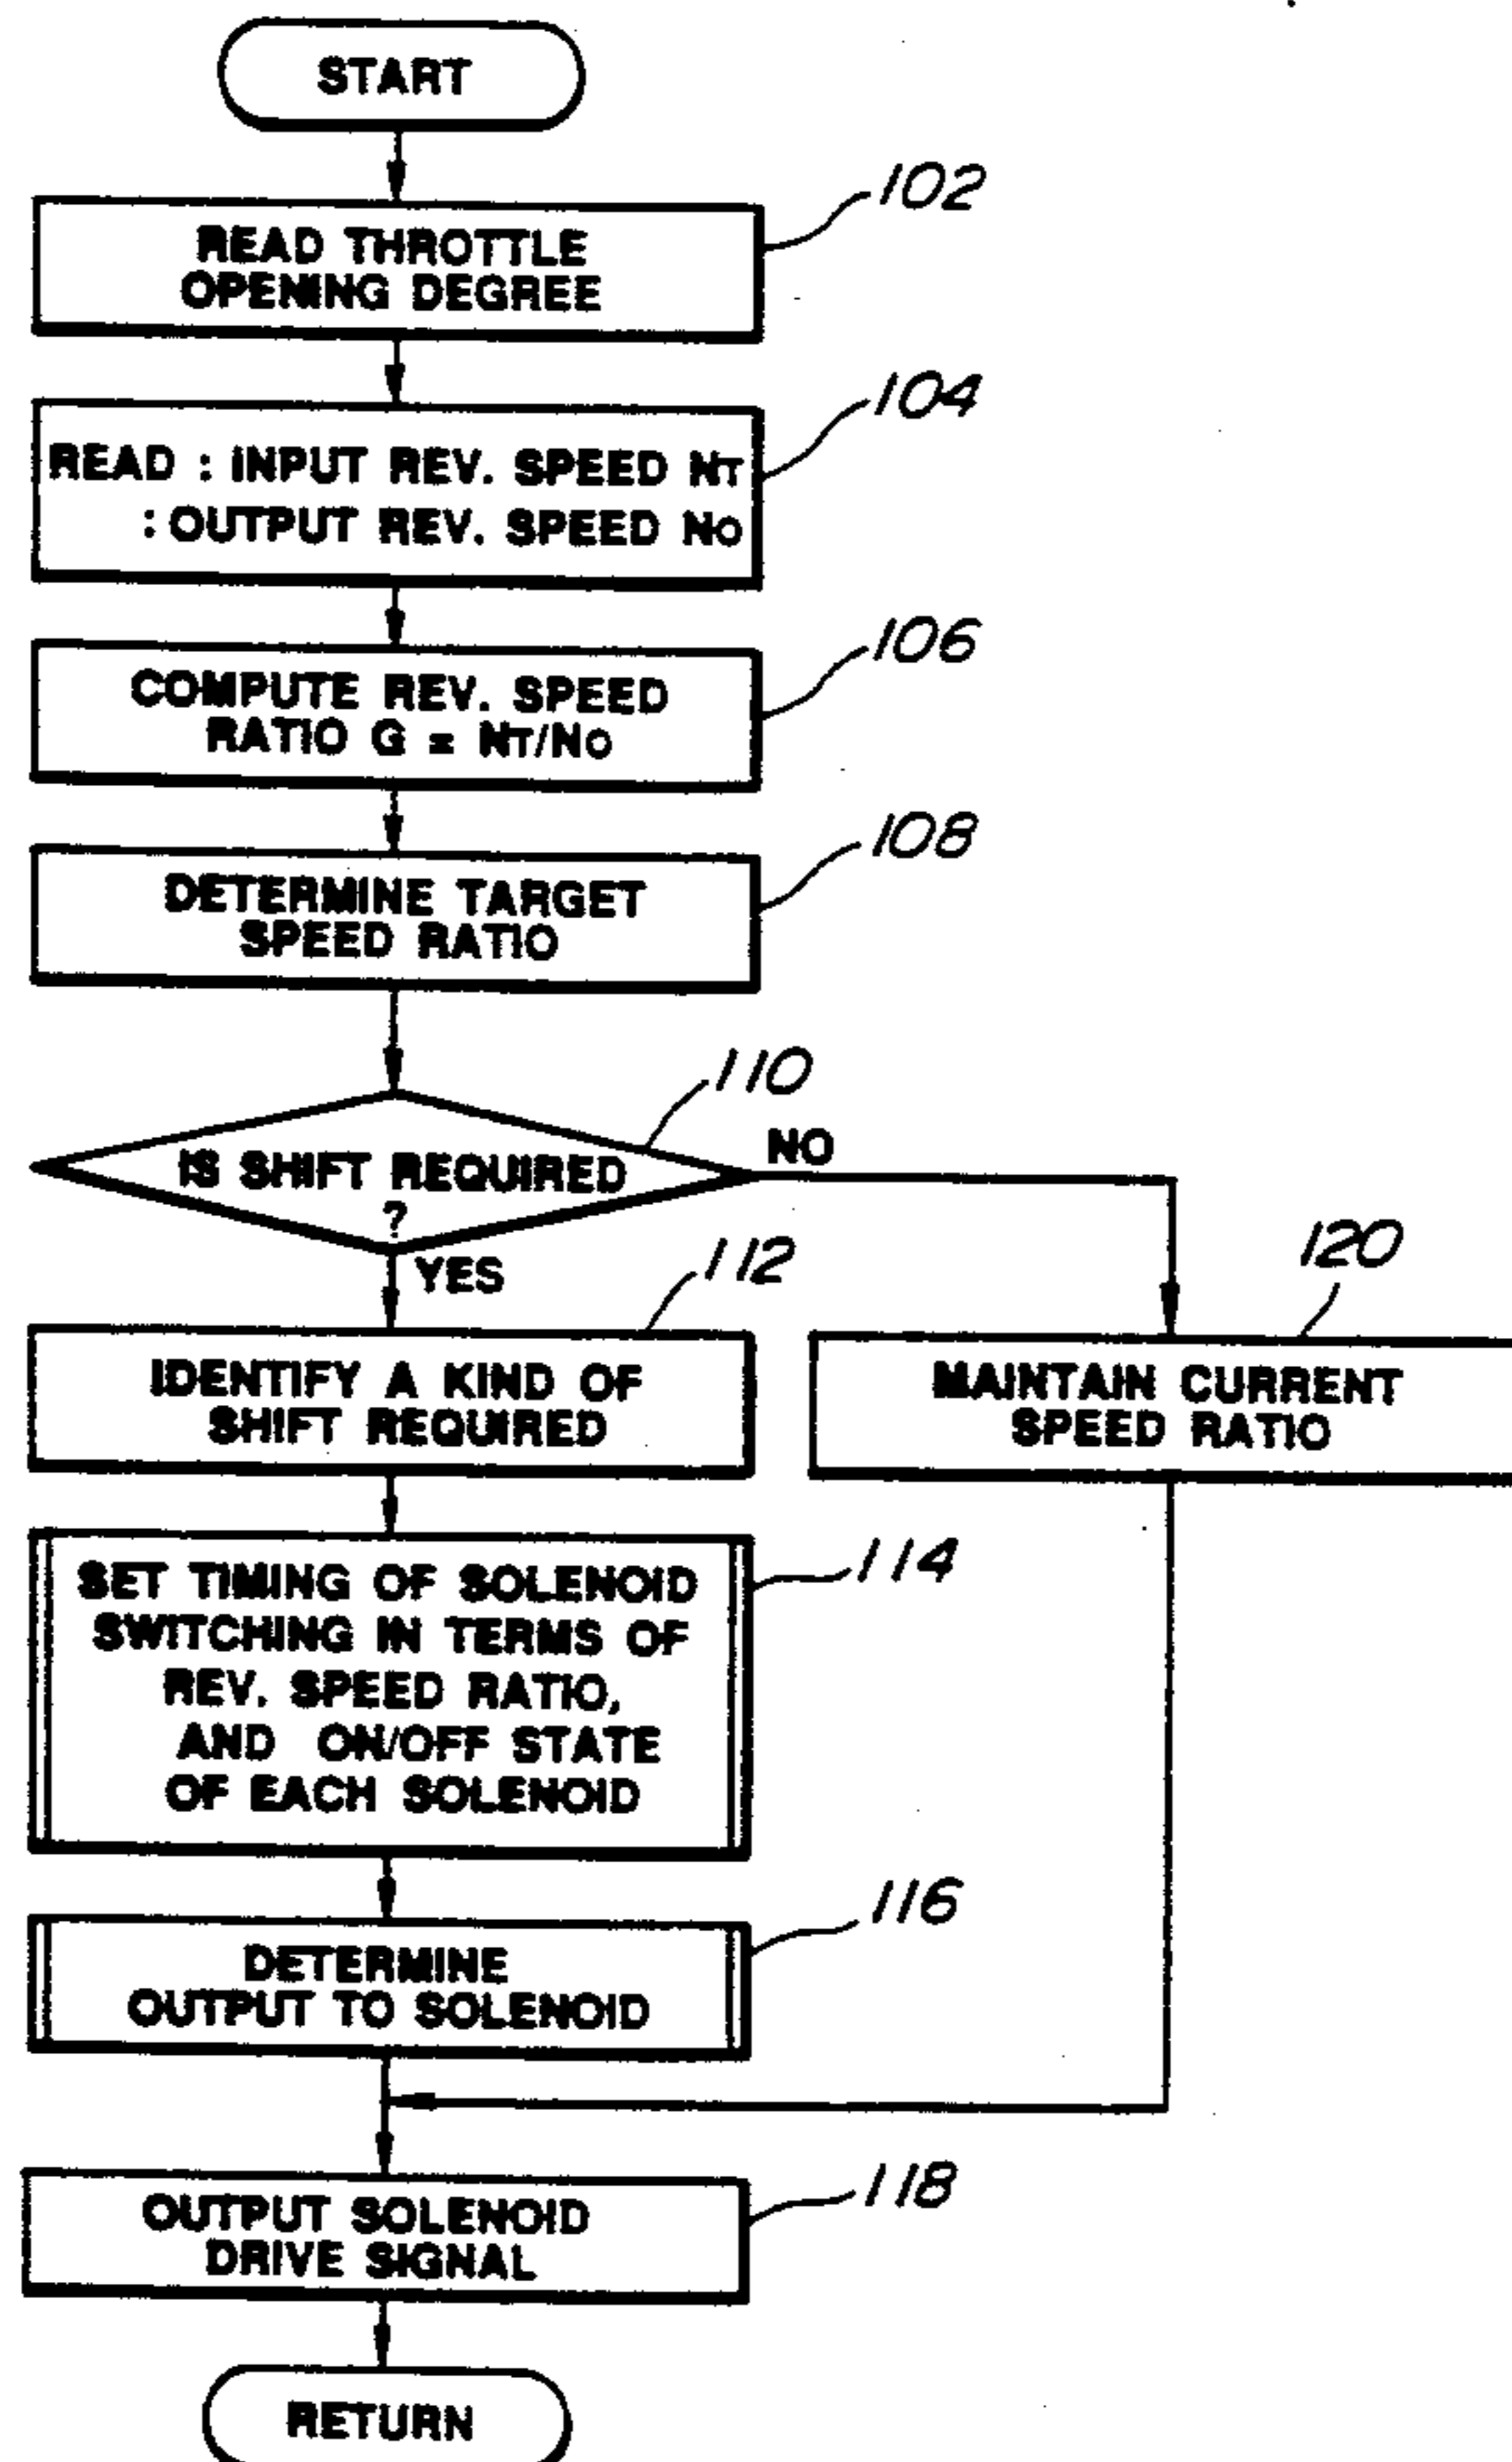 START
102
READ THROTTLE
OPENING DEGREE
104
READ : INPUT REV. SPEED NT
: OUTPUT REV. SPEED NO
106
COMPUTE REV. SPEED
RATIO G = NT/NO
108
DETERMINE TARGET
SPEED RATIO
110
IS SHIFT REQUIRED
?
NO
YES
112
120
IDENTIFY A KIND OF
SHIFT REQUIRED
MAINTAIN CURRENT
SPEED RATIO
114
SET TIMING OF SOLENOID
SWITCHING IN TERMS OF
REV. SPEED RATIO,
AND ON/OFF STATE
OF EACH SOLENOID
116
DETERMINE
OUTPUT TO SOLENOID
118
OUTPUT SOLENOID
DRIVE SIGNAL
RETURN